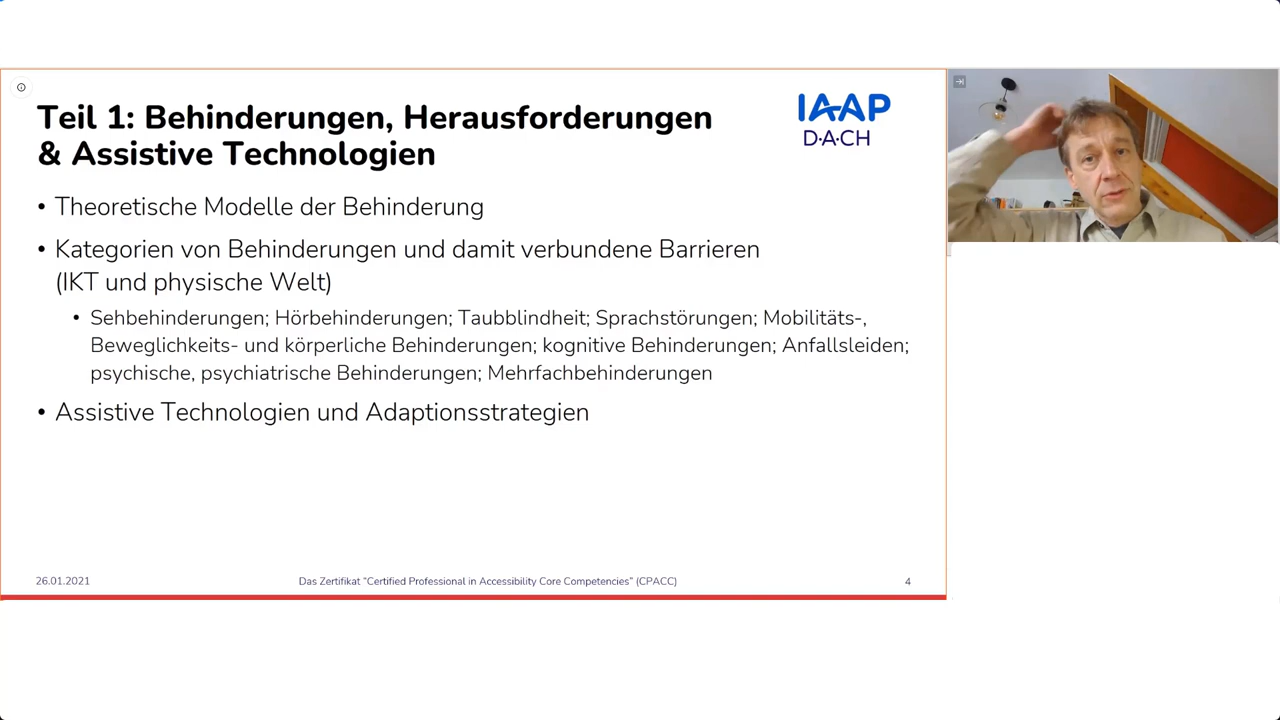 Teil 1: Behinderungen, Herausforderungen
& Assistive Technologien
IAAP
D·A·CH
• Theoretische Modelle der Behinderung
• Kategorien von Behinderungen und damit verbundene Barrieren
(IKT und physische Welt)
• Sehbehinderungen; Hörbehinderungen; Taubblindheit; Sprachstörungen; Mobilitäts-,
Beweglichkeits- und körperliche Behinderungen; kognitive Behinderungen; Anfallsleiden;
psychische, psychiatrische Behinderungen; Mehrfachbehinderungen
• Assistive Technologien und Adaptionsstrategien
26.01.2021
Das Zertifikat "Certified Professional in Accessibility Core Competencies" (CPACC)
4